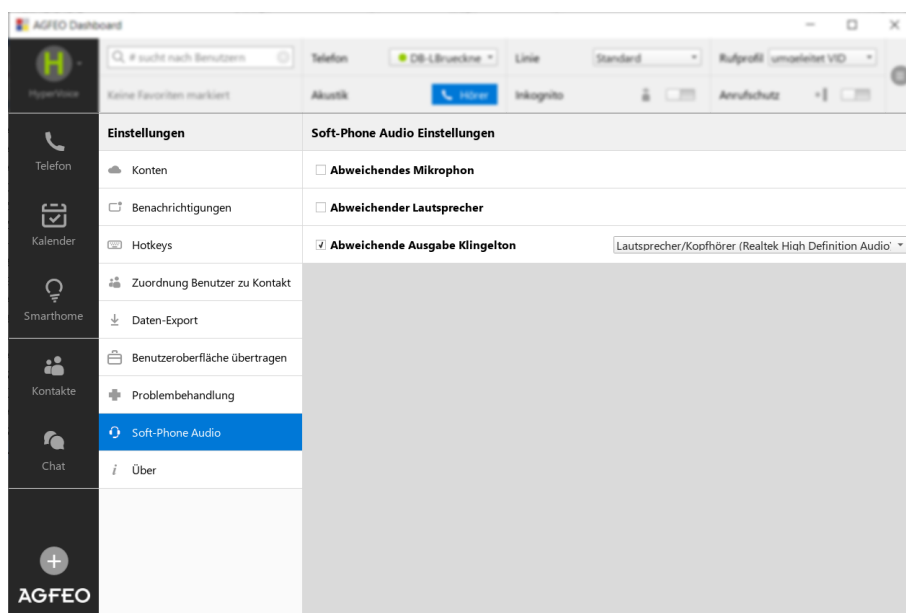 AGFEO Dashboard
H
HyperVoice
# sucht nach Benutzern
Telefon
DB-LBrueckne
Linie
Standard
Rufprofil
umgeleitet VID
Keine Favoriten markiert
Akustik
Hörer
Inkognito
Anrufschutz
Telefon
Kalender
Smarthome
Kontakte
Chat
AGFEO
Einstellungen
Konten
Benachrichtigungen
Hotkeys
Zuordnung Benutzer zu Kontakt
Daten-Export
Benutzeroberfläche übertragen
Problembehandlung
Soft-Phone Audio
Über
Soft-Phone Audio Einstellungen
Abweichendes Mikrophon
Abweichender Lautsprecher
Abweichende Ausgabe Klingelton
Lautsprecher/Kopfhörer (Realtek High Definition Audio)